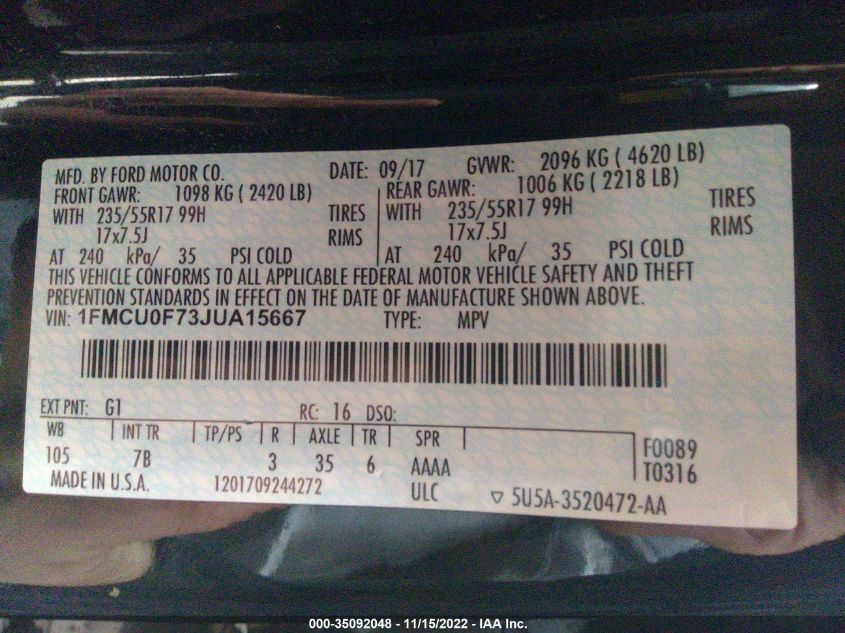 MFD. BY FORD MOTOR CO. DATE: 09/17 GVWR: 2096 KG ( 4620 LB)
FRONT GAWR: 1098 KG ( 2420 LB) REAR GAWR: 1006 KG ( 2218 LB)
WITH 235/55R17 99H TIRES WITH 235/55R17 99H TIRES
17x7.5J RIMS 17x7.5J RIMS
AT 240 kPa/ 35 PSI COLD AT 240 kPa/ 35 PSI COLD
THIS VEHICLE CONFORMS TO ALL APPLICABLE FEDERAL MOTOR VEHICLE SAFETY AND THEFT
PREVENTION STANDARDS IN EFFECT ON THE DATE OF MANUFACTURE SHOWN ABOVE.
VIN: 1FMCU0F73JUA15667 TYPE: MPV
EXT PNT: G1 RC: 16 DSO:
WB INT TR TP/PS R AXLE TR SPR F0089
105 7B 3 35 6 AAAA T0316
MADE IN U.S.A. 1201709244272 ULC ▽ 5U5A-3520472-AA
000-35092048 - 11/15/2022 - IAA Inc.